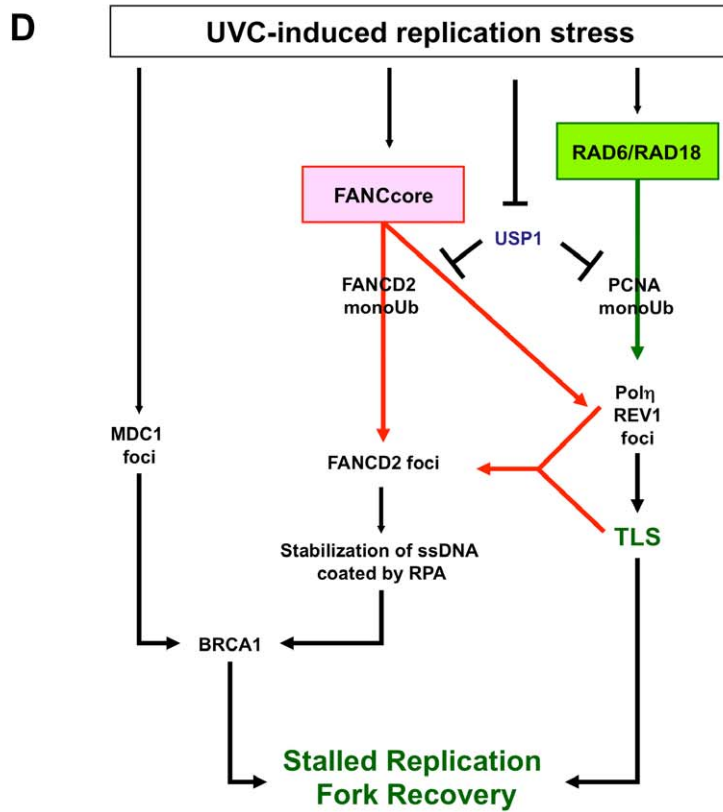 D
UVC-induced replication stress
RAD6/RAD18
FANCcore
USP1
FANCD2
monoUb
PCNA
monoUb
Polη
REV1
foci
MDC1
foci
FANCD2 foci
TLS
Stabilization of ssDNA
coated by RPA
BRCA1
Stalled Replication
Fork Recovery